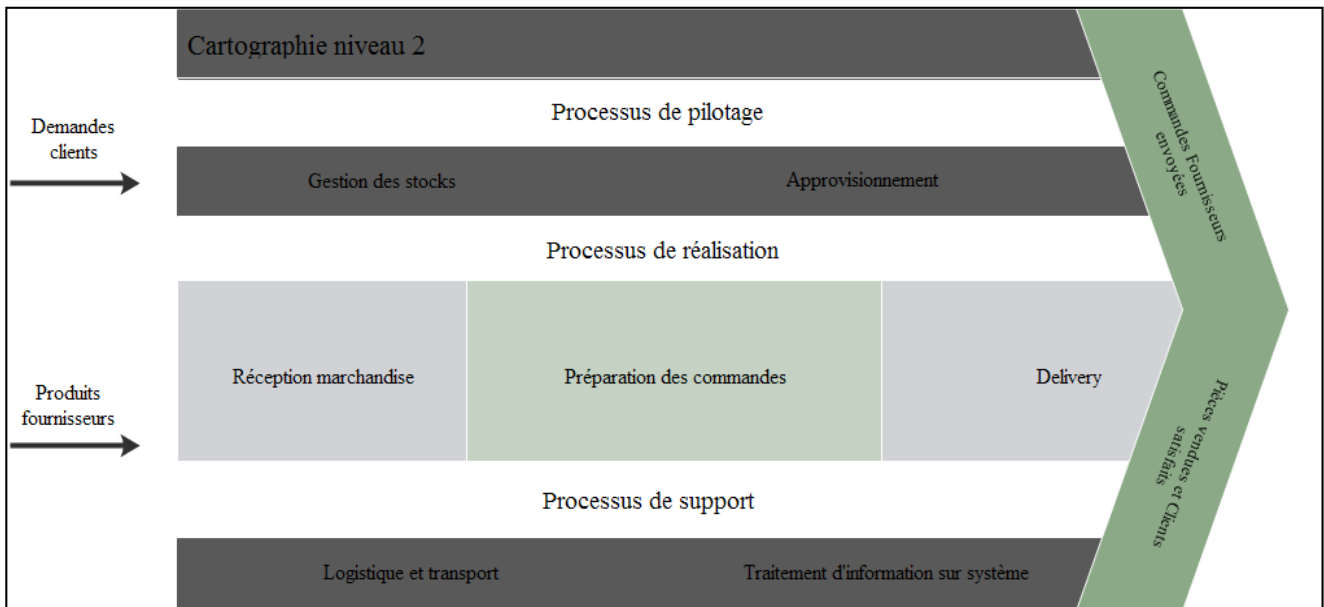 Cartographie niveau 2
Processus de pilotage
Demandes
clients
Gestion des stocks
Approvisionnement
Commandes Fournisseurs
envoyées
Processus de réalisation
Réception marchandise
Préparation des commandes
Delivery
Produits
fournisseurs
Pièces vendues et Clients
satisfaits
Processus de support
Logistique et transport
Traitement d'information sur système